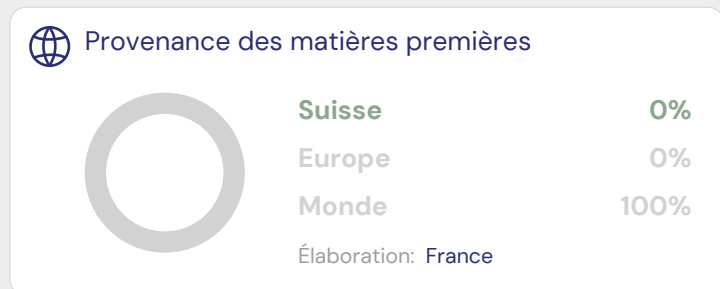 Provenance des matières premières
Suisse 0%
Europe 0%
Monde 100%
Élaboration: France